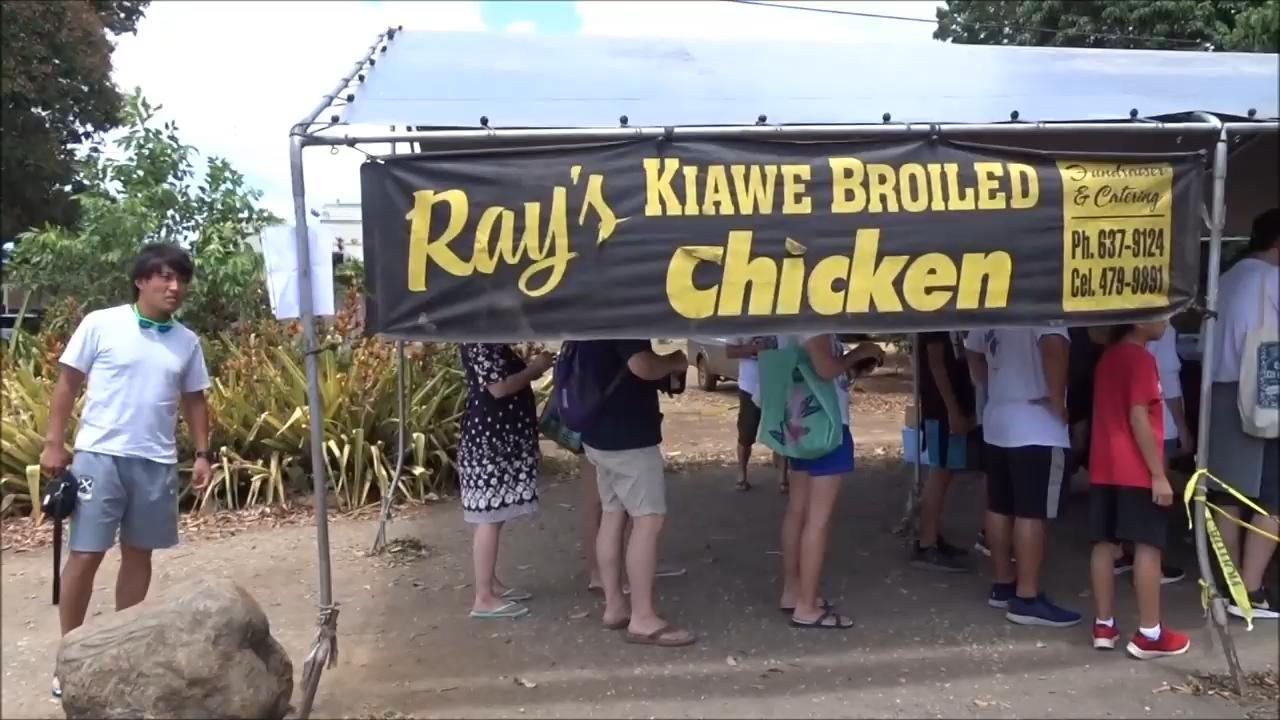 Ray's KIAWE BROILED
Chicken
Fundraiser
& Catering
Ph. 637-9124
Cel. 479-9891